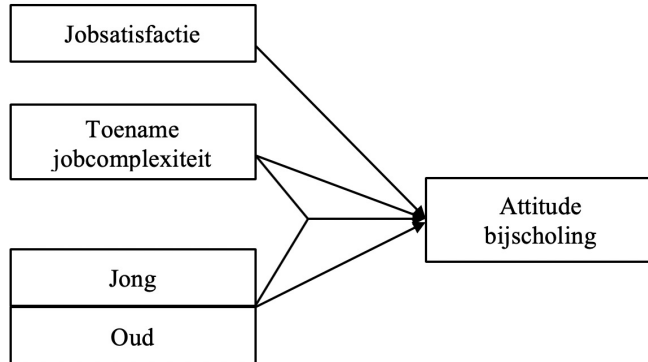 Jobsatisfactie
Toename
jobcomplexiteit
Attitude
bijscholing
Jong
Oud